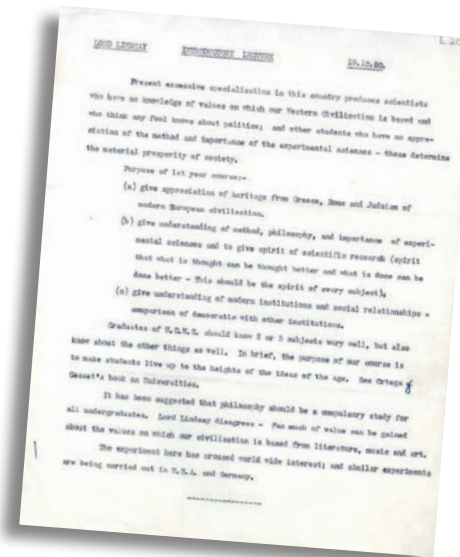 LORD LINDSAY INTRODUCTORY LECTURE 10.10.50.
Present excessive specialisation in this country produces scientists
who have no knowledge of values on which our Western Civilisation is based and
who think any fool knows about politics; and other students who have no appre-
ciation of the method and importance of the experimental sciences - these determine
the material prosperity of society.
Purpose of 1st year course:-
(a) give appreciation of heritage from Greece, Rome and Judaism of
modern European civilisation.
(b) give understanding of method, philosophy, and importance of experi-
mental sciences and to give spirit of scientific research (spirit
that what is thought can be thought better and what is done can be
done better - This should be the spirit of every subject).
(c) give understanding of modern institutions and social relationships -
comparison of democratic with other institutions.
Graduates of U.C.N.S. should know 2 or 3 subjects very well, but also
know about the other things as well. In brief, the purpose of our course is
to make students live up to the heights of the ideas of the age. See Ortega y
Gasset's book on Universities.
It has been suggested that philosophy should be a compulsory study for
all undergraduates. Lord Lindsay disagrees - far much of value can be gained
about the values on which our civilisation is based from literature, music and art.
The experiment here has aroused world wide interest; and similar experiments
are being carried out in U.S.A. and Germany.